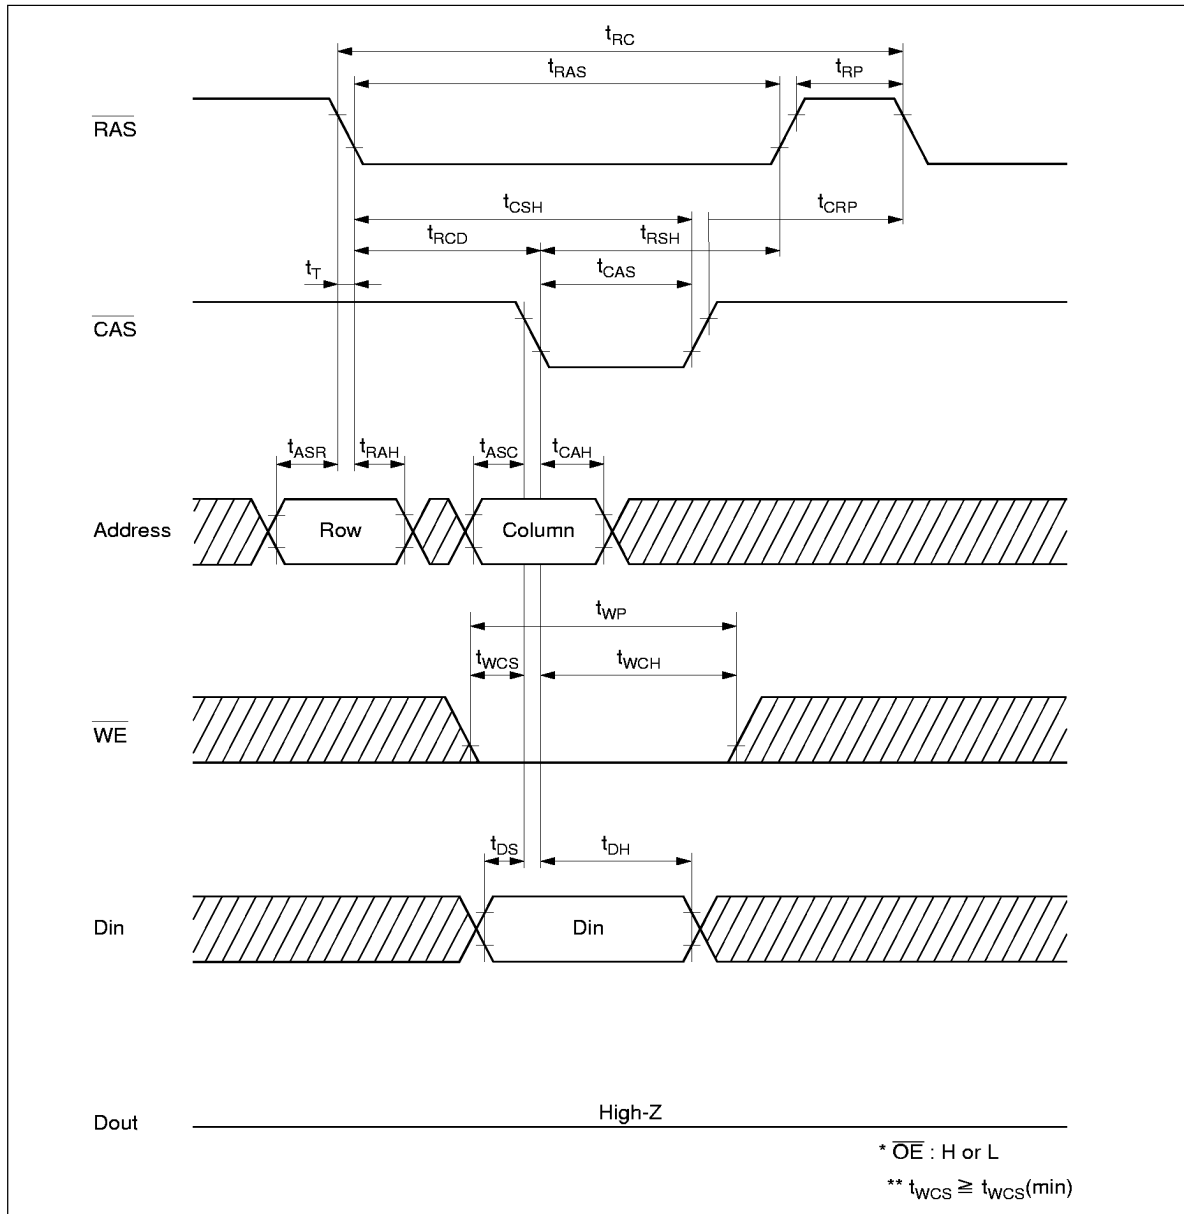 tRC
tRAS tRP
RAS
tCSH tCRP
tRCD tRSH
tT tCAS
CAS
tASR tRAH tASC tCAH
Address Row Column
tWP
tWCS tWCH
WE
tDS tDH
Din Din
High-Z
Dout
* OE : H or L
** tWCS ≧ tWCS(min)